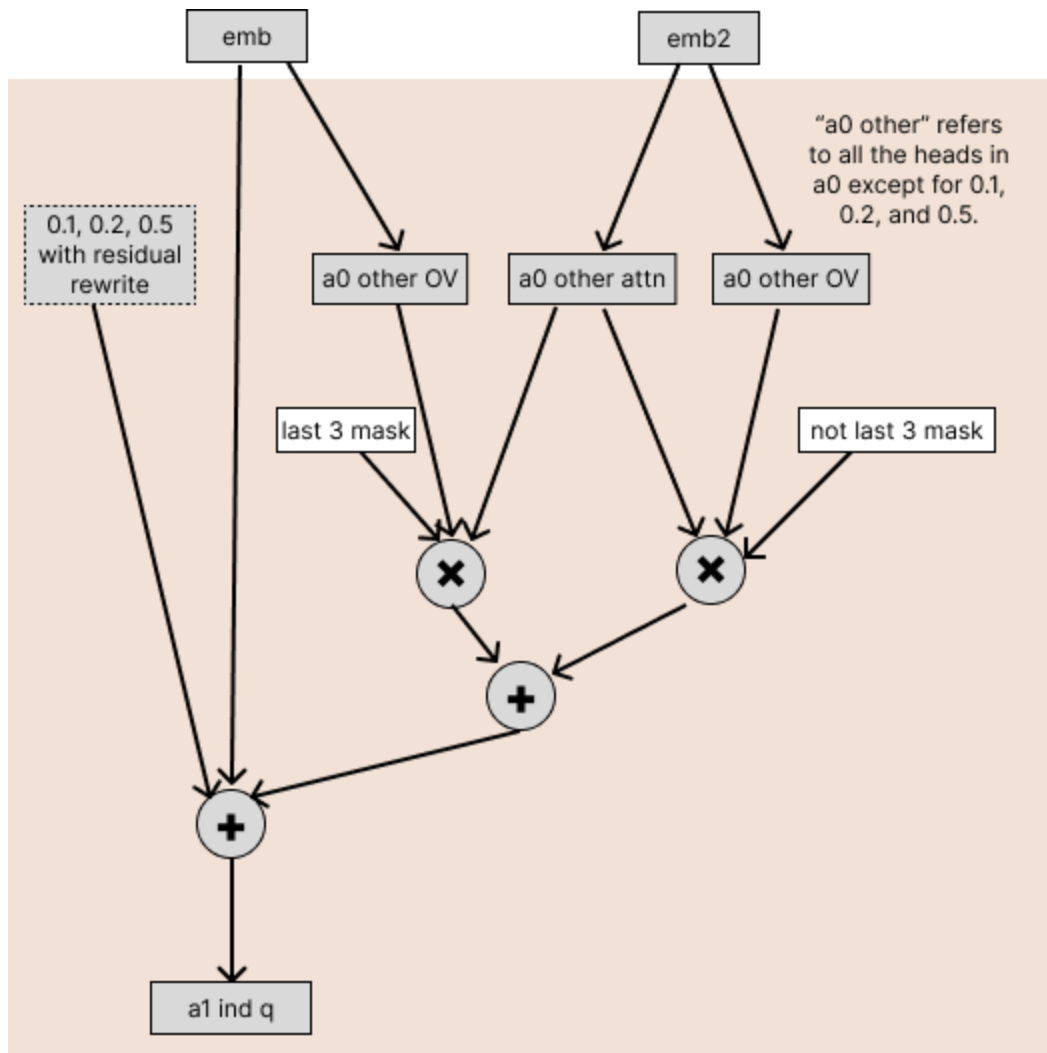 emb
emb2
“a0 other” refers
to all the heads in
a0 except for 0.1,
0.2, and 0.5.
0.1, 0.2, 0.5
with residual
rewrite
a0 other OV
a0 other attn
a0 other OV
last 3 mask
not last 3 mask
×
×
+
+
a1 ind q